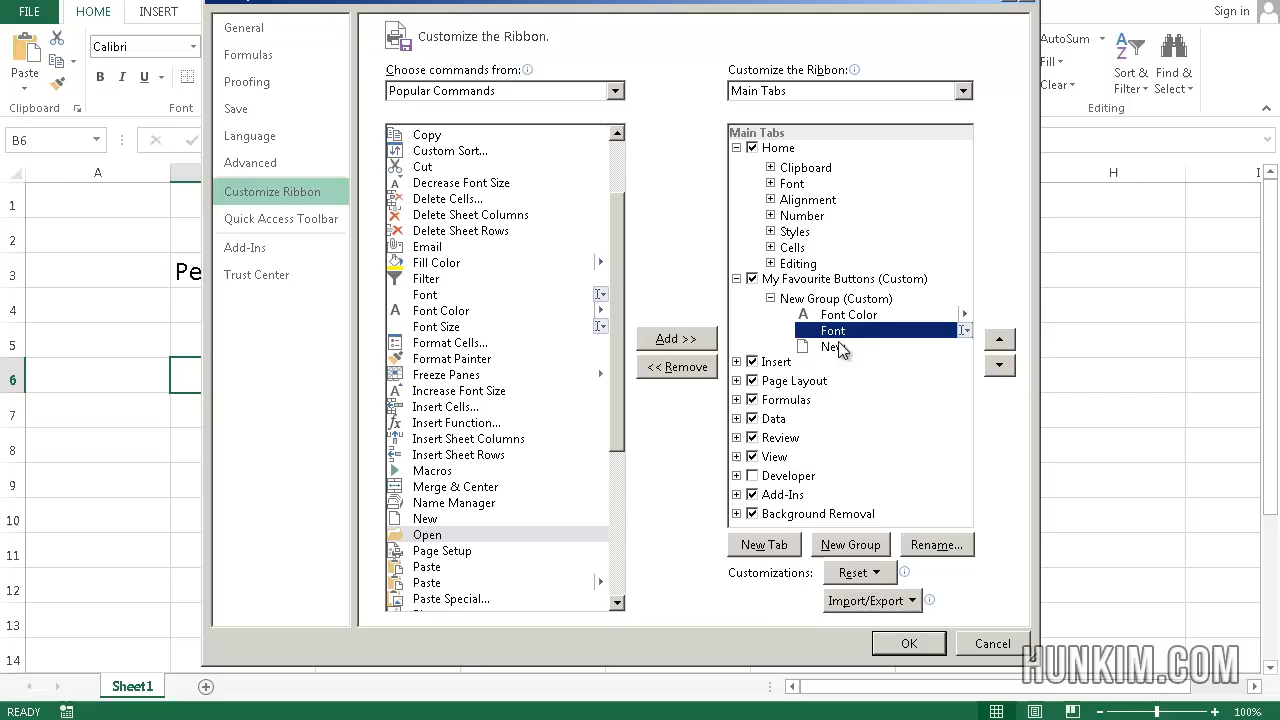 FILE HOME INSERT Sign in
Calibri AutoSum
Paste B I U Fill Sort & Find &
Clear Filter Select
Clipboard Font Editing
B6
A H I
1
2
3 Pe
4
5
6
7
8
9
10
11
12
13
14
General
Formulas
Proofing
Save
Language
Advanced
Customize Ribbon
Quick Access Toolbar
Add-Ins
Trust Center
Customize the Ribbon.
Choose commands from:
Popular Commands
Copy
Custom Sort...
Cut
Decrease Font Size
Delete Cells...
Delete Sheet Columns
Delete Sheet Rows
Email
Fill Color
Filter
Font
Font Color
Font Size
Format Cells...
Format Painter
Freeze Panes
Increase Font Size
Insert Cells...
Insert Function...
Insert Sheet Columns
Insert Sheet Rows
Macros
Merge & Center
Name Manager
New
Open
Page Setup
Paste
Paste
Paste Special...
Add >>
<< Remove
Customize the Ribbon:
Main Tabs
Main Tabs
Home
Clipboard
Font
Alignment
Number
Styles
Cells
Editing
My Favourite Buttons (Custom)
New Group (Custom)
Font Color
Font
New
Insert
Page Layout
Formulas
Data
Review
View
Developer
Add-Ins
Background Removal
New Tab New Group Rename...
Customizations: Reset
Import/Export
OK Cancel
HUNKIM.COM
Sheet1
READY 100%